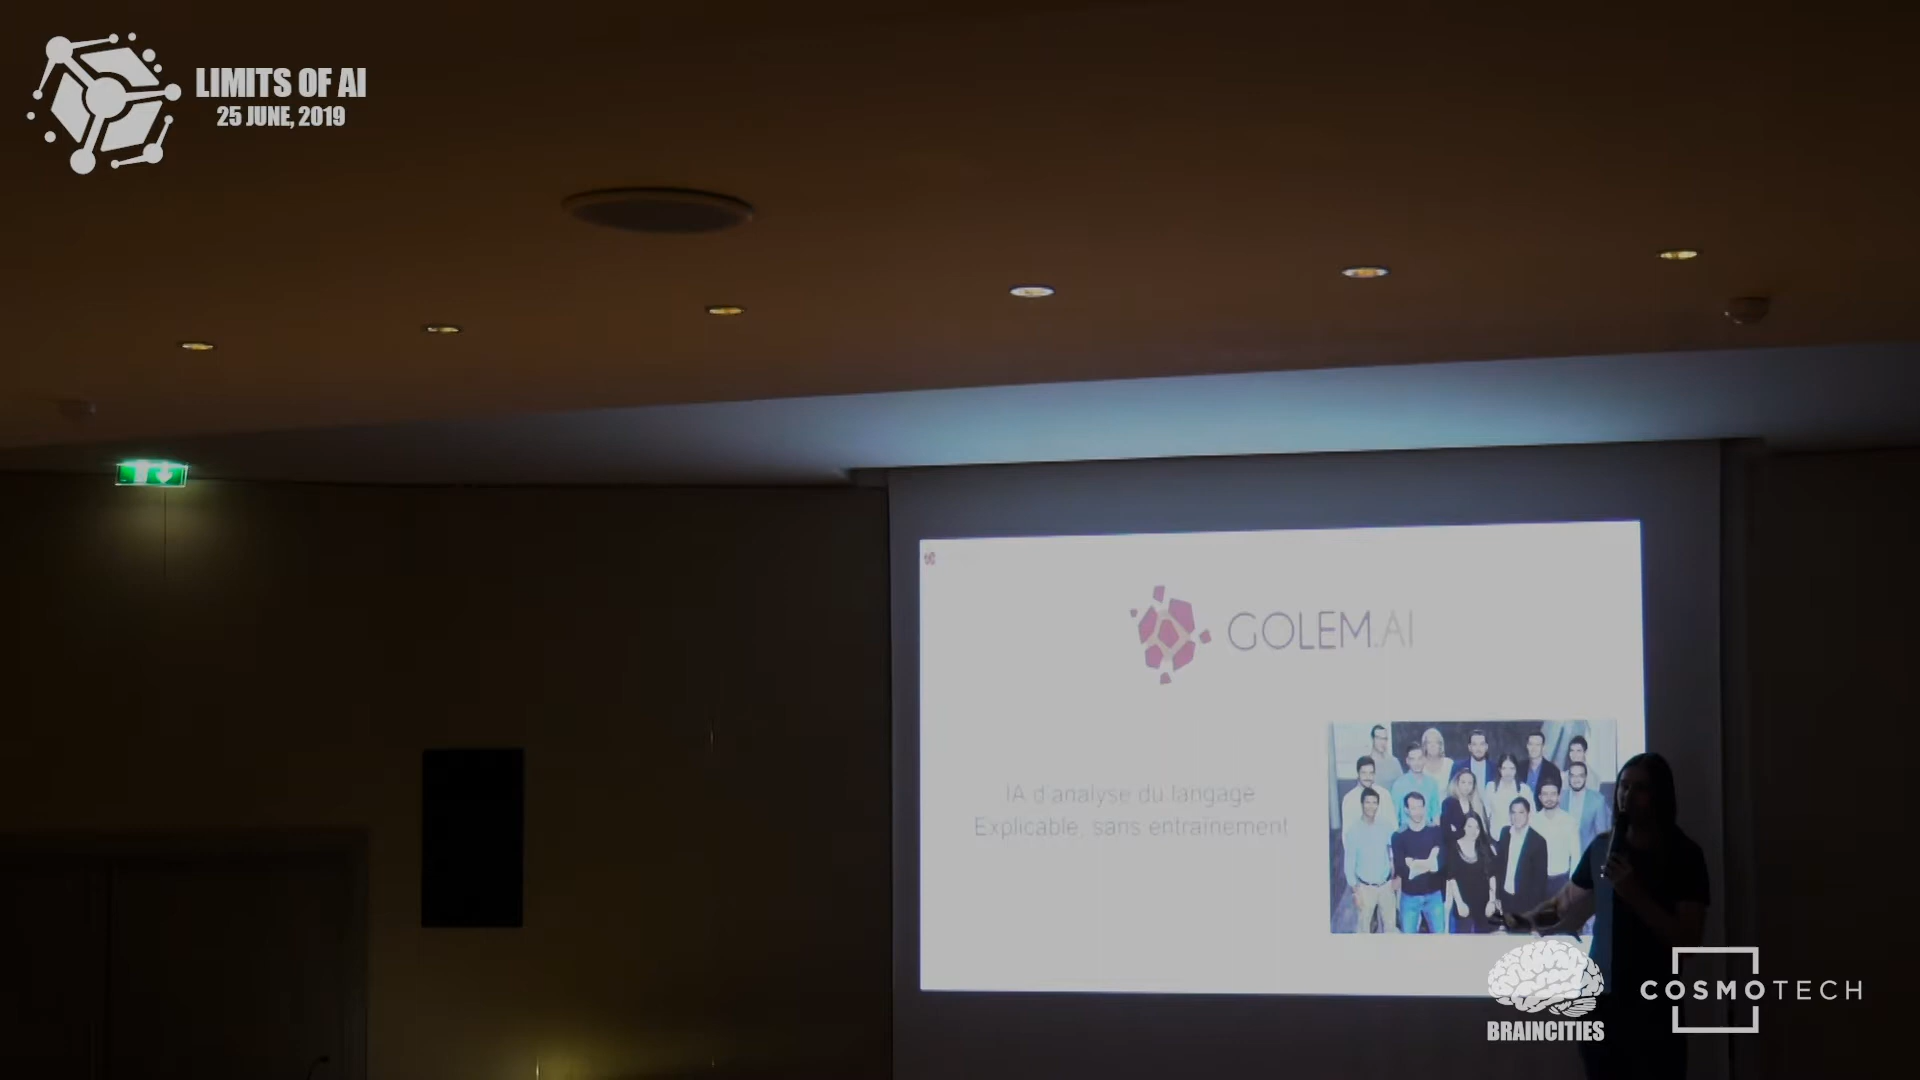 LIMITS OF AI
25 JUNE, 2019
GOLEM.AI
IA d'analyse du langage
Explicable, sans entraînement
BRAINCITIES
COSMOTECH